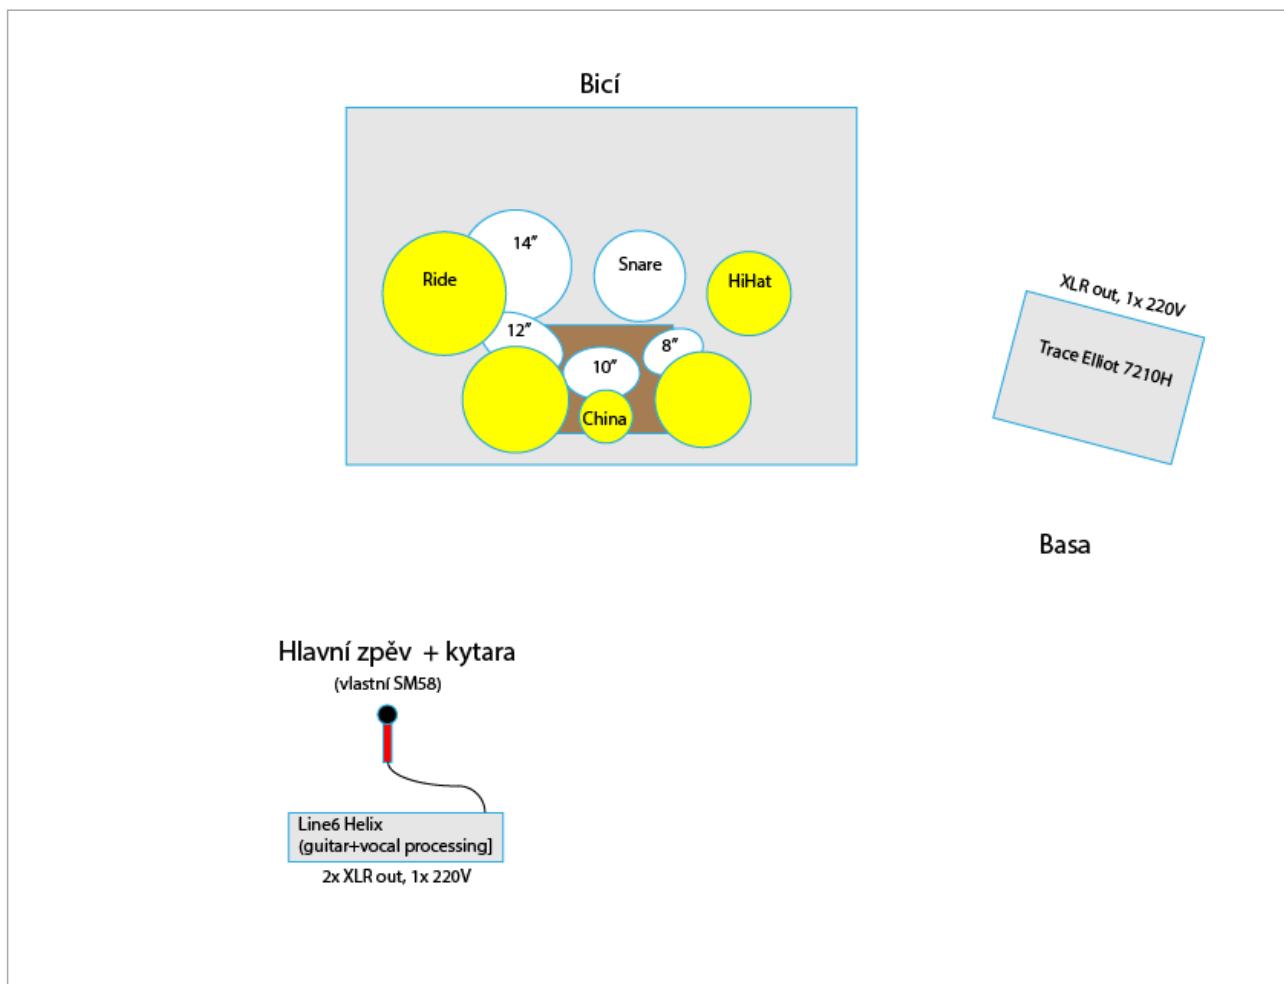 Bicí
14”
Snare
Ride
HiHat
12”
8”
10”
China
XLR out, 1x 220V
Trace Elliot 7210H
Basa
Hlavní zpěv + kytara
(vlastní SM58)
Line6 Helix
(guitar+vocal processing]
2x XLR out, 1x 220V